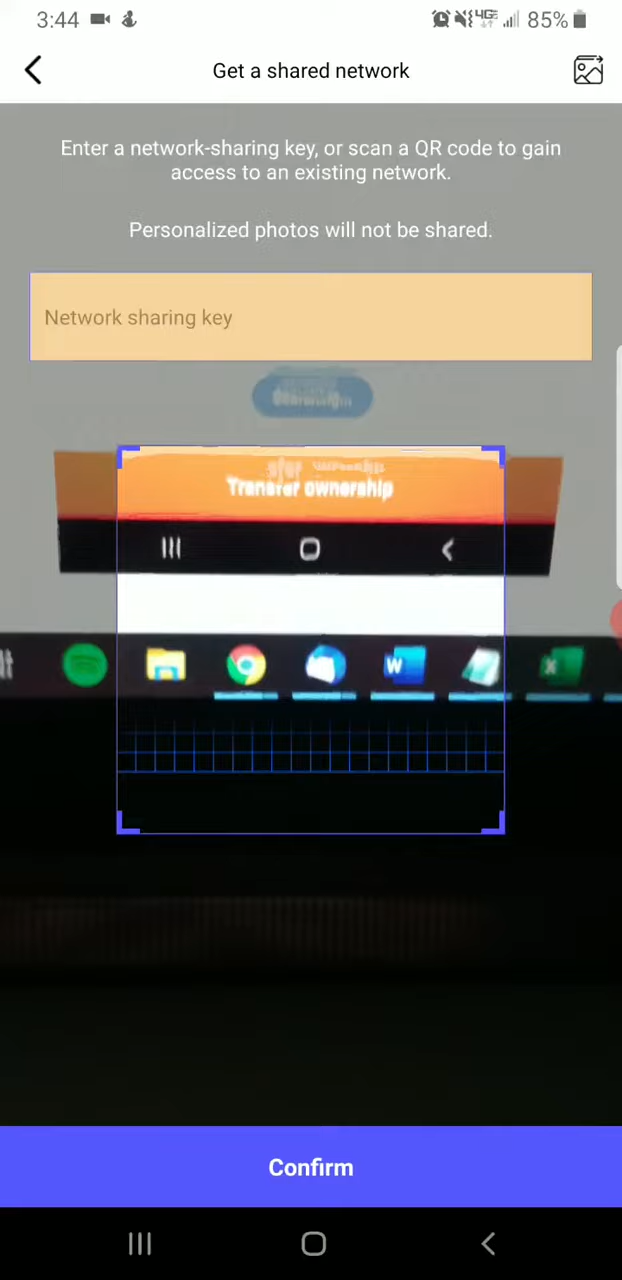 3:44
4GE
85%
Get a shared network
Enter a network-sharing key, or scan a QR code to gain
access to an existing network.
Personalized photos will not be shared.
Network sharing key
Transfer ownership
W
X
Confirm